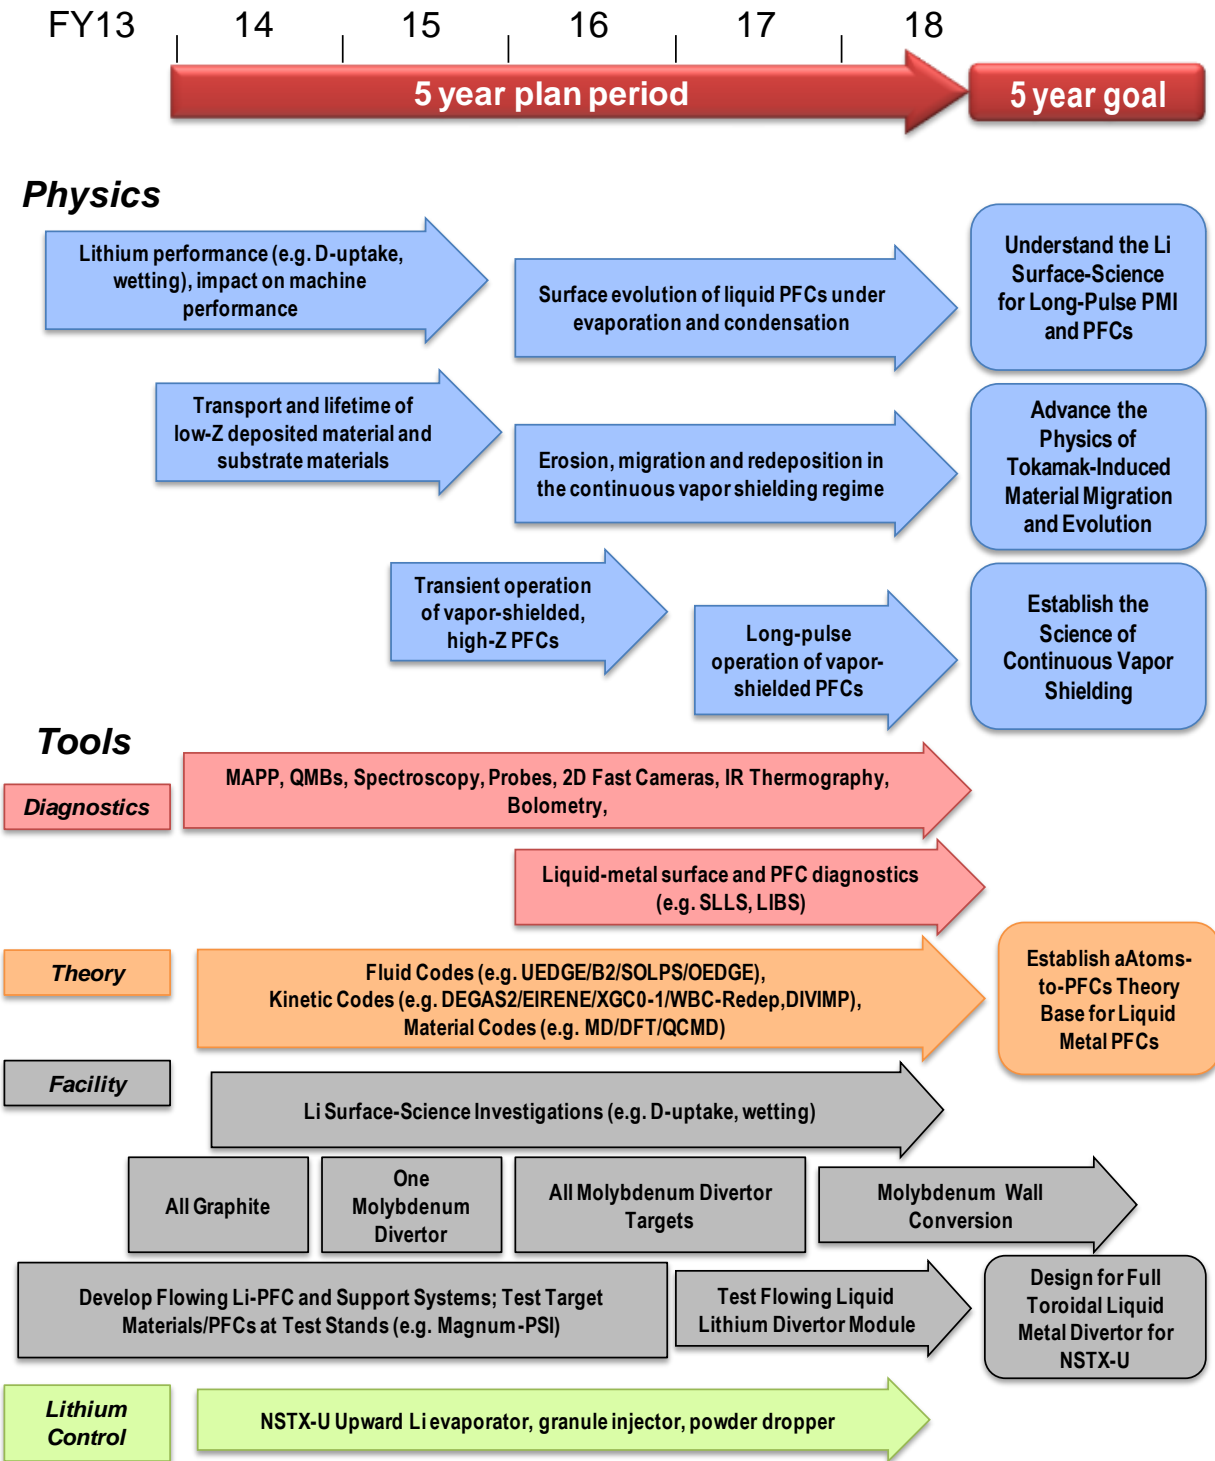 FY13 14 15 16 17 18
5 year plan period
5 year goal
Physics
Lithium performance (e.g. D-uptake,
wetting), impact on machine
performance
Surface evolution of liquid PFCs under
evaporation and condensation
Understand the Li
Surface-Science
for Long-Pulse PMI
and PFCs
Transport and lifetime of
low-Z deposited material and
substrate materials
Erosion, migration and redeposition in
the continuous vapor shielding regime
Advance the
Physics of
Tokamak-Induced
Material Migration
and Evolution
Transient operation
of vapor-shielded,
high-Z PFCs
Long-pulse
operation of vapor-
shielded PFCs
Establish the
Science of
Continuous Vapor
Shielding
Tools
Diagnostics
MAPP, QMBs, Spectroscopy, Probes, 2D Fast Cameras, IR Thermography,
Bolometry,
Liquid-metal surface and PFC diagnostics
(e.g. SLLS, LIBS)
Theory
Fluid Codes (e.g. UEDGE/B2/SOLPS/OEDGE),
Kinetic Codes (e.g. DEGAS2/EIRENE/XGC0-1/WBC-Redep,DIVIMP),
Material Codes (e.g. MD/DFT/QCMD)
Establish aAtoms-
to-PFCs Theory
Base for Liquid
Metal PFCs
Facility
Li Surface-Science Investigations (e.g. D-uptake, wetting)
All Graphite
One
Molybdenum
Divertor
All Molybdenum Divertor
Targets
Molybdenum Wall
Conversion
Develop Flowing Li-PFC and Support Systems; Test Target
Materials/PFCs at Test Stands (e.g. Magnum-PSI)
Test Flowing Liquid
Lithium Divertor Module
Design for Full
Toroidal Liquid
Metal Divertor for
NSTX-U
Lithium
Control
NSTX-U Upward Li evaporator, granule injector, powder dropper